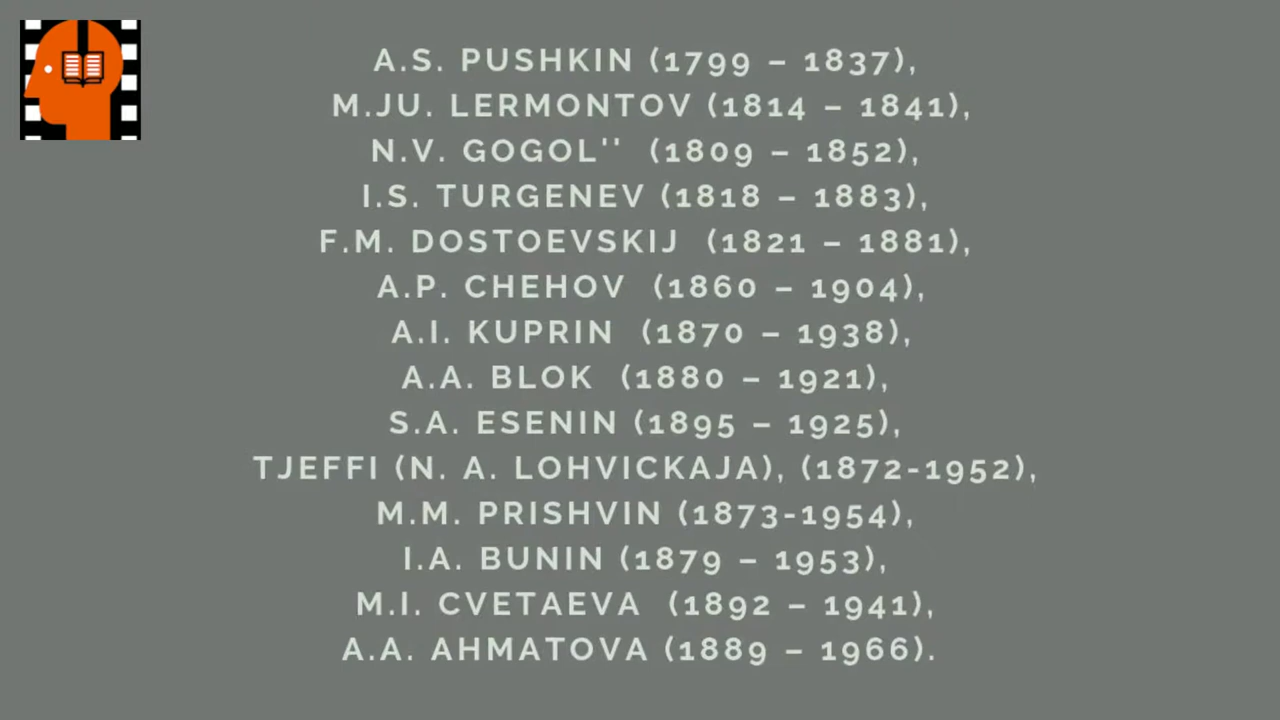 A.S. PUSHKIN (1799 – 1837),
M.JU. LERMONTOV (1814 – 1841),
N.V. GOGOL'' (1809 – 1852),
I.S. TURGENEV (1818 – 1883),
F.M. DOSTOEVSKIJ (1821 – 1881),
A.P. CHEHOV (1860 – 1904),
A.I. KUPRIN (1870 – 1938),
A.A. BLOK (1880 – 1921),
S.A. ESENIN (1895 – 1925),
TJEFFI (N. A. LOHVICKAJA), (1872-1952),
M.M. PRISHVIN (1873-1954),
I.A. BUNIN (1879 – 1953),
M.I. CVETAEVA (1892 – 1941),
A.A. AHMATOVA (1889 – 1966).